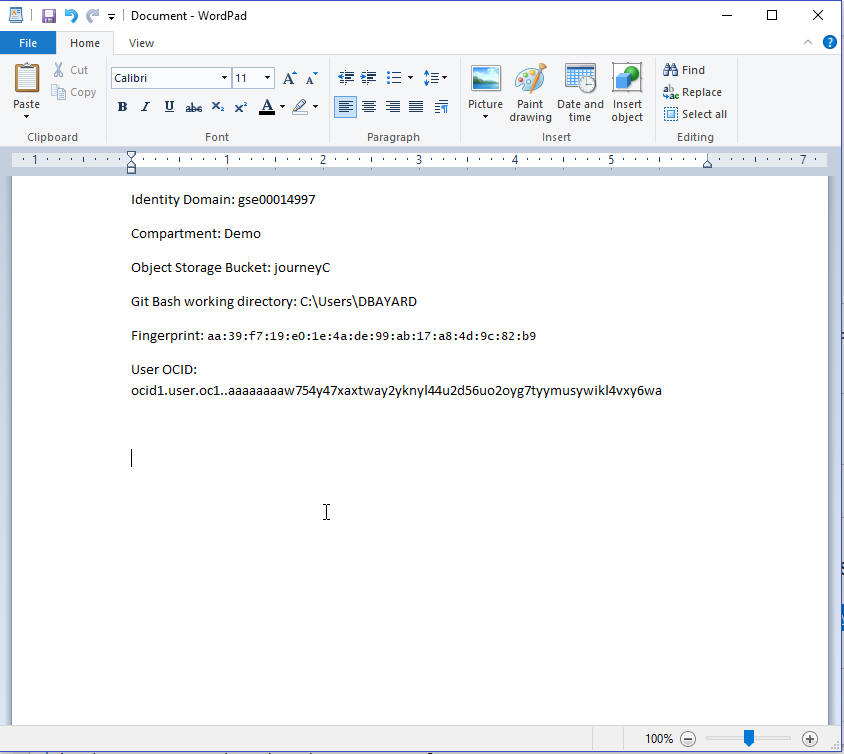 Document - WordPad
File Home View
Paste
Cut
Copy
Clipboard
Calibri 11
B I U abc X₂ X²
A
Font
Paragraph
Picture
Paint drawing
Date and time
Insert object
Insert
Find
Replace
Select all
Editing
1 1 2 3 4 5 7
Identity Domain: gse00014997
Compartment: Demo
Object Storage Bucket: journeyC
Git Bash working directory: C:\Users\DBAYARD
Fingerprint: aa:39:f7:19:e0:1e:4a:de:99:ab:17:a8:4d:9c:82:b9
User OCID:
ocid1.user.oc1..aaaaaaaaw754y47xaxtway2yknyl44u2d56uo2oyg7tyymusywikl4vxy6wa
100%